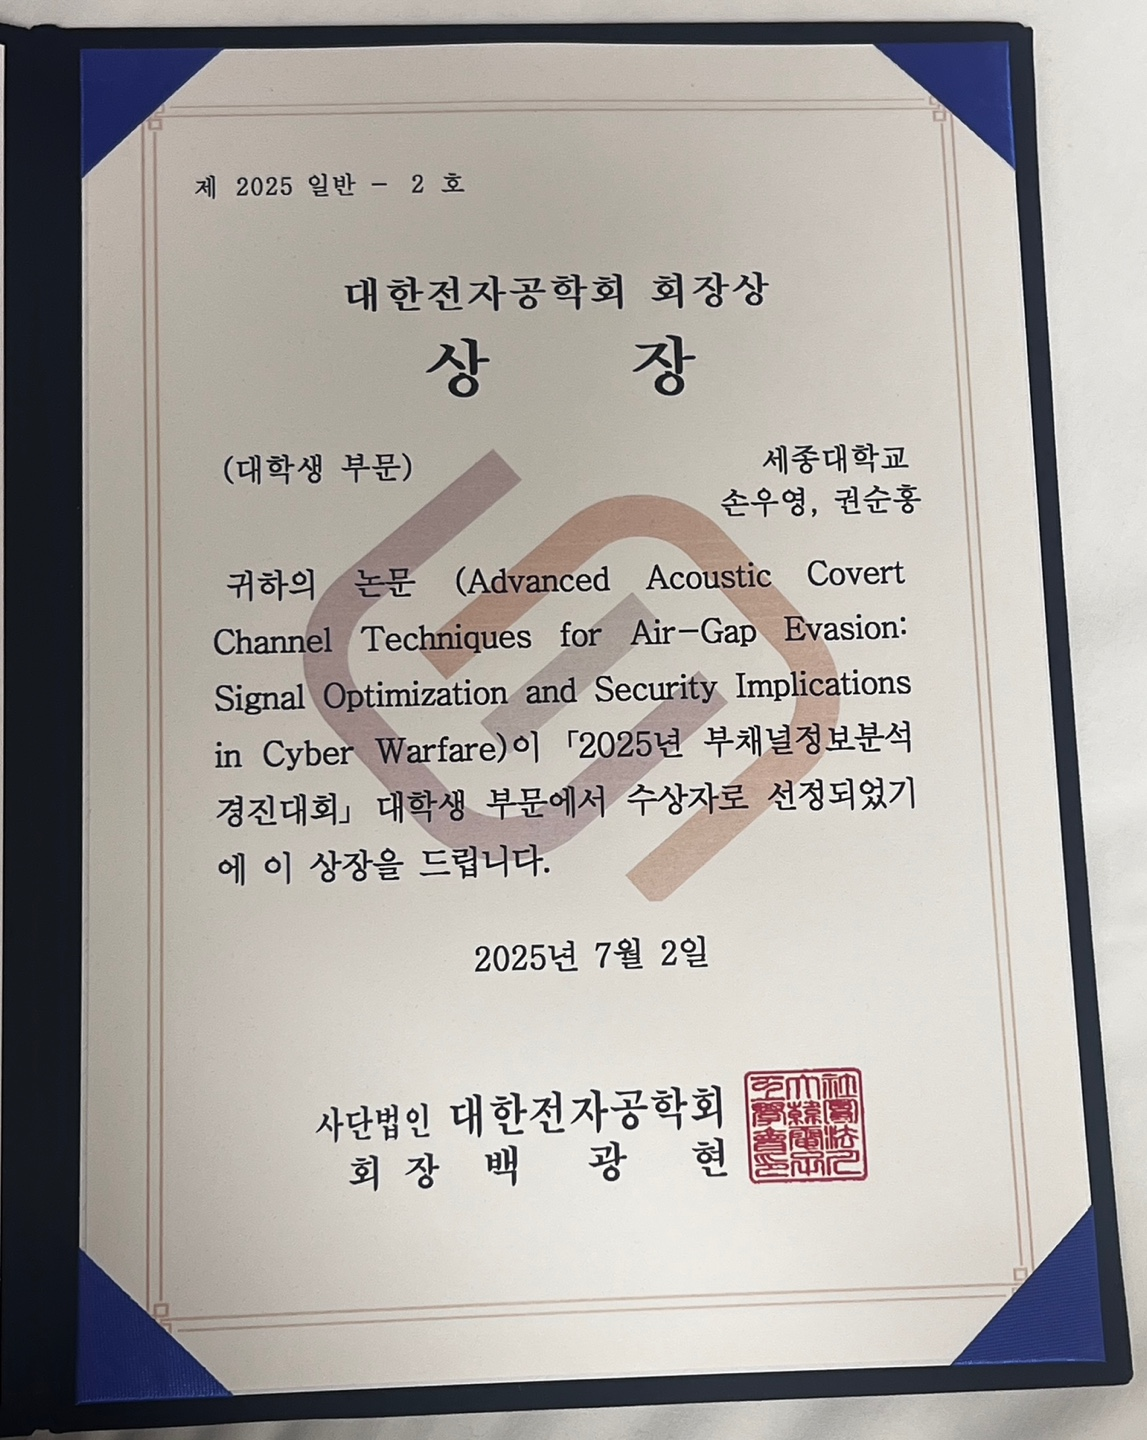 제 2025 일반 - 2 호
대한전자공학회 회장상
상 장
(대학생 부문)
세종대학교
손우영, 권순홍
귀하의 논문 (Advanced Acoustic Covert
Channel Techniques for Air-Gap Evasion:
Signal Optimization and Security Implications
in Cyber Warfare)이 「2025년 부채널정보분석
경진대회」 대학생 부문에서 수상자로 선정되었기
에 이 상장을 드립니다.
2025년 7월 2일
사단법인 대한전자공학회
회 장 백 광 현